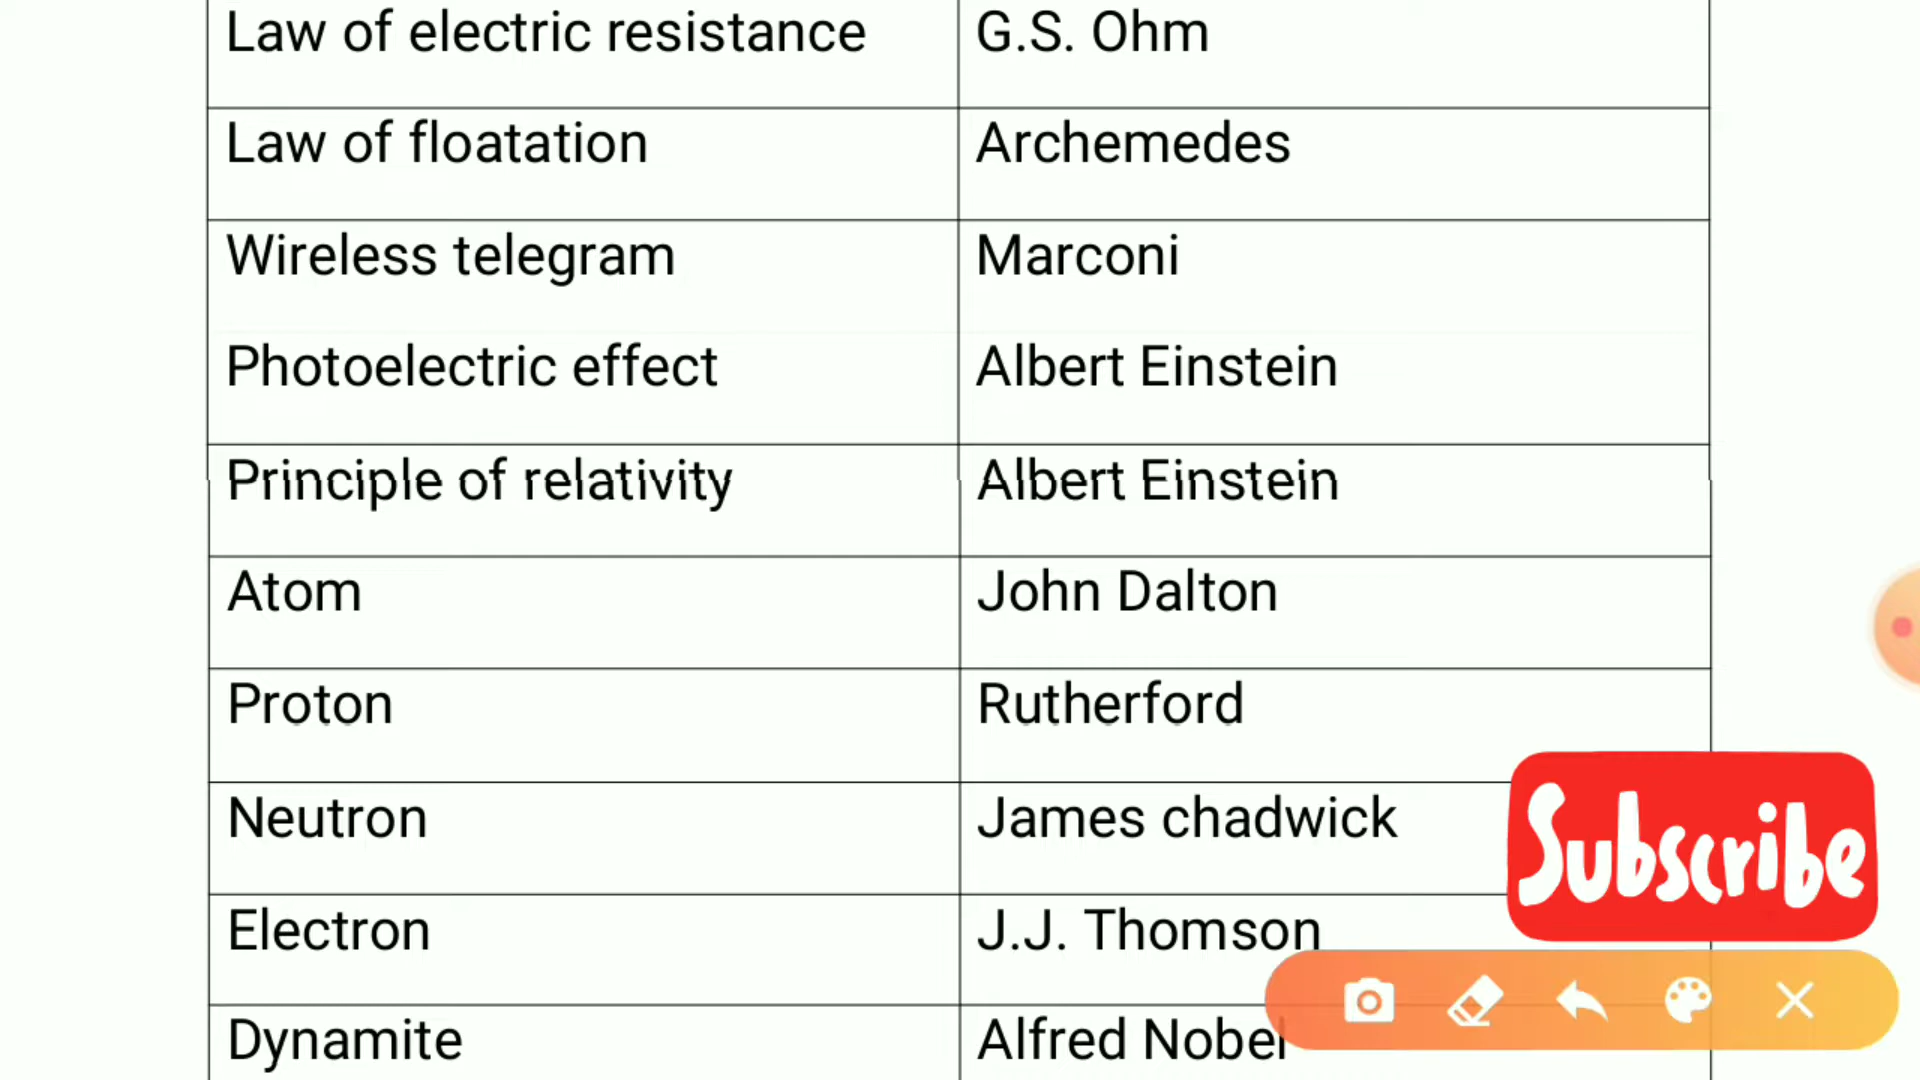 Law of electric resistance G.S. Ohm
Law of floatation Archemedes
Wireless telegram Marconi
Photoelectric effect Albert Einstein
Principle of relativity Albert Einstein
Atom John Dalton
Proton Rutherford
Neutron James chadwick
Electron J.J. Thomson
Dynamite Alfred Nobel
Subscribe